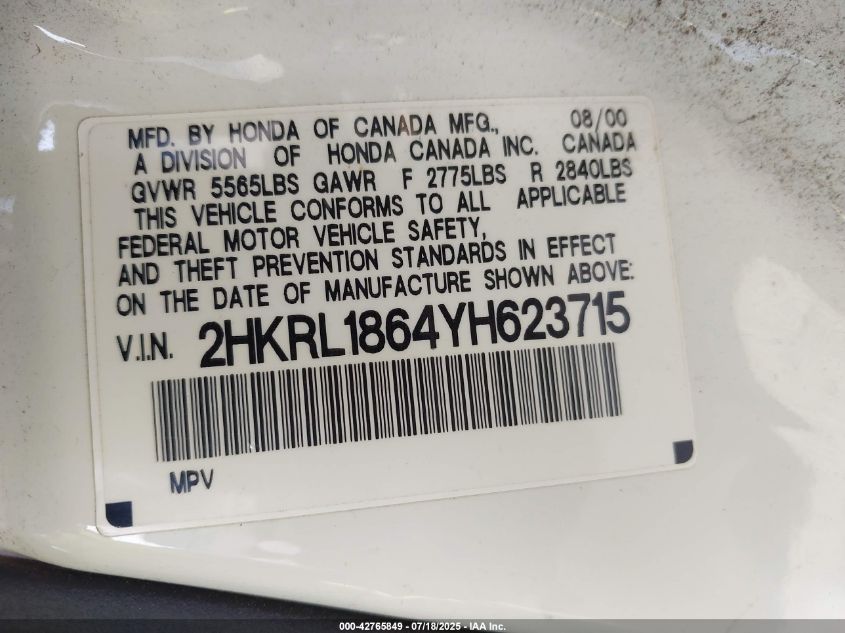 MFD. BY HONDA OF CANADA MFG., 08/00
A DIVISION OF HONDA CANADA INC. CANADA
GVWR 5565LBS GAWR F 2775LBS R 2840LBS
THIS VEHICLE CONFORMS TO ALL APPLICABLE
FEDERAL MOTOR VEHICLE SAFETY,
AND THEFT PREVENTION STANDARDS IN EFFECT
ON THE DATE OF MANUFACTURE SHOWN ABOVE:
V.I.N. 2HKRL1864YH623715
MPV
000-42765849 - 07/18/2025 - IAA Inc.